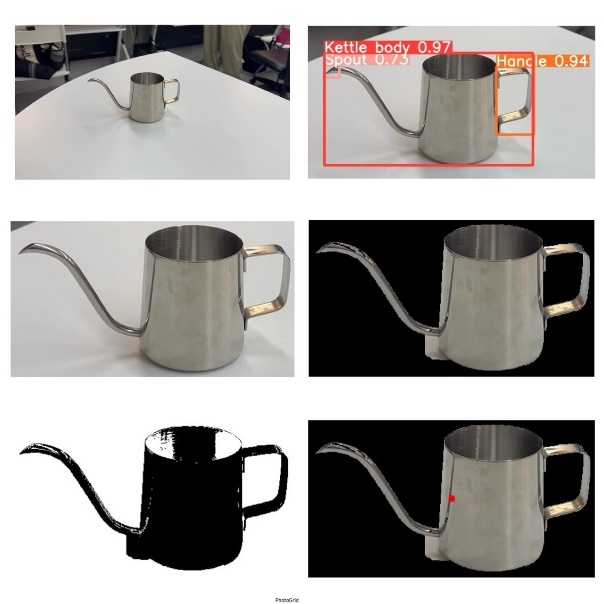 Kettle body 0.97
Spout 0.73
Handle 0.94
PhotoGrid